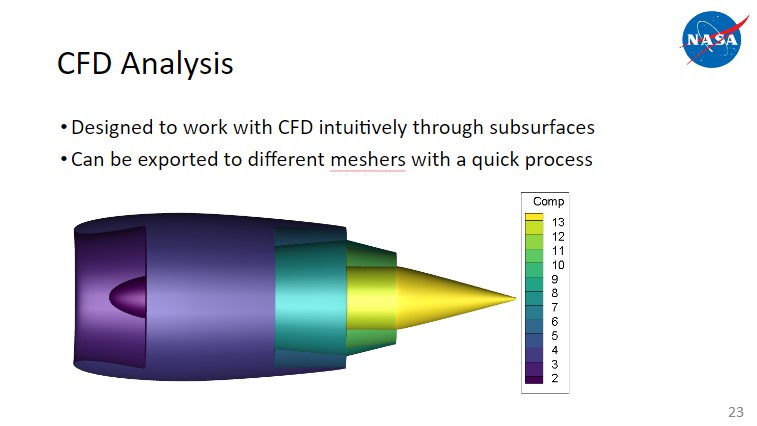 NASA
CFD Analysis
• Designed to work with CFD intuitively through subsurfaces
• Can be exported to different meshers with a quick process
Comp
13
12
11
10
9
8
7
6
5
4
3
2
23